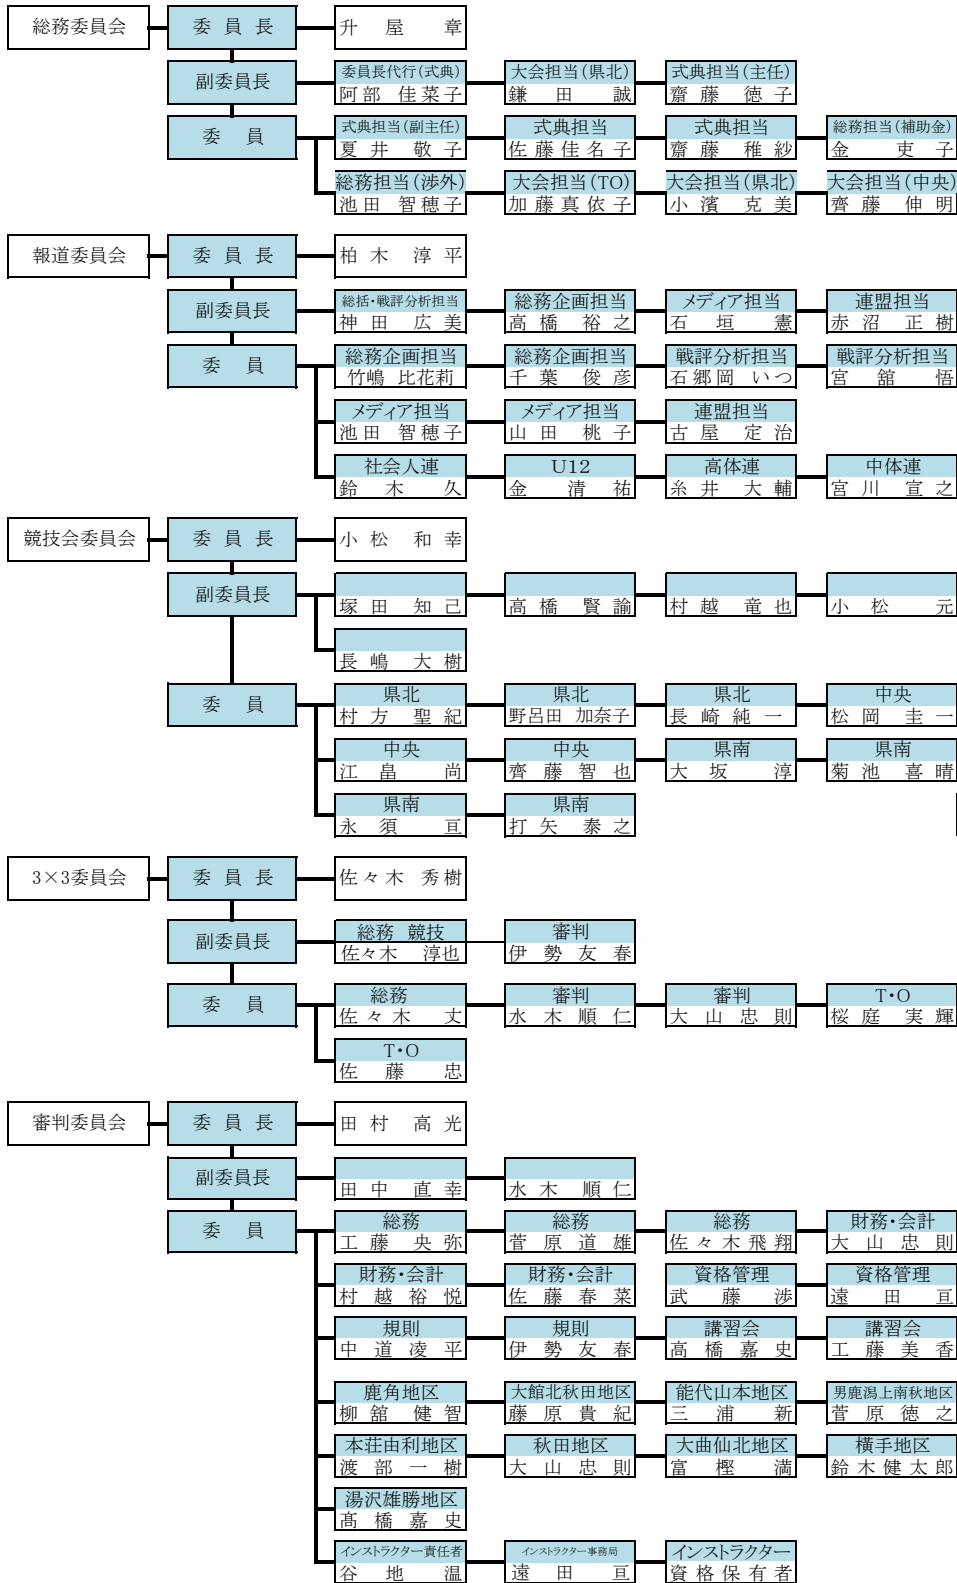 総務委員会 委員長 升屋 章
副委員長 委員長代行(式典) 大会担当(県北) 式典担当(主任)
阿部 佳菜子 鎌田 誠 齋藤 徳子
委員 式典担当(副主任) 式典担当 式典担当 総務担当(補助金)
夏井 敬子 佐藤佳名子 齋藤 稚紗 金 吏子
総務担当(渉外) 大会担当(TO) 大会担当(県北) 大会担当(中央)
池田 智穂子 加藤真依子 小濱 克美 齊藤 伸明
報道委員会 委員長 柏木 淳平
副委員長 総括・戦評分析担当 総務企画担当 メディア担当 連盟担当
神田 広美 高橋 裕之 石垣 憲 赤沼 正樹
委員 総務企画担当 総務企画担当 戦評分析担当 戦評分析担当
竹嶋 比花莉 千葉 俊彦 石郷岡 いつ 宮舘 悟
メディア担当 メディア担当 連盟担当
池田 智穂子 山田 桃子 古屋 定治
社会人連 U12 高体連 中体連
鈴木 久 金 清祐 糸井 大輔 宮川 宣之
競技会委員会 委員長 小松 和幸
副委員長
塚田 知己 高橋 賢諭 村越 竜也 小松 元
長嶋 大樹
委員 県北 県北 県北 中央
村方 聖紀 野呂田 加奈子 長崎純一 松岡 圭一
中央 中央 県南 県南
江畠 尚 齊藤智也 大坂 淳 菊池 喜晴
県南 県南
永須 亘 打矢 泰之
3×3委員会 委員長 佐々木 秀樹
副委員長 総務 競技 審判
佐々木 淳也 伊勢友春
委員 総務 審判 審判 T・O
佐々木 丈 水木順仁 大山忠則 桜庭実輝
T・O
佐藤 忠
審判委員会 委員長 田村 高光
副委員長
田中 直幸 水木 順仁
委員 総務 総務 総務 財務・会計
工藤 央弥 菅原道雄 佐々木飛翔 大山忠則
財務・会計 財務・会計 資格管理 資格管理
村越裕悦 佐藤春菜 武藤 渉 遠田 亘
規則 規則 講習会 講習会
中道凌平 伊勢友春 高橋嘉史 工藤美香
鹿角地区 大館北秋田地区 能代山本地区 男鹿潟上南秋地区
柳舘 健智 藤原貴紀 三浦 新 菅原徳之
本荘由利地区 秋田地区 大曲仙北地区 横手地区
渡部一樹 大山忠則 富樫 満 鈴木健太郎
湯沢雄勝地区
髙橋嘉史
インストラクター責任者 インストラクター事務局 インストラクター
谷地 温 遠田 亘 資格保有者